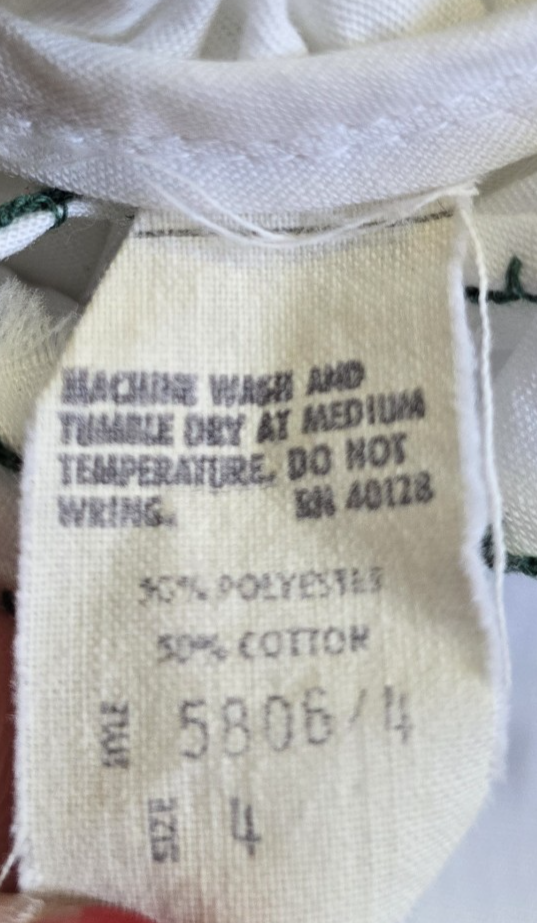 MACHINE WASH AND
TUMBLE DRY AT MEDIUM
TEMPERATURE. DO NOT
WRING. RN 40128
50% POLYESTER
50% COTTON
STYLE 5806/4
SIZE 4